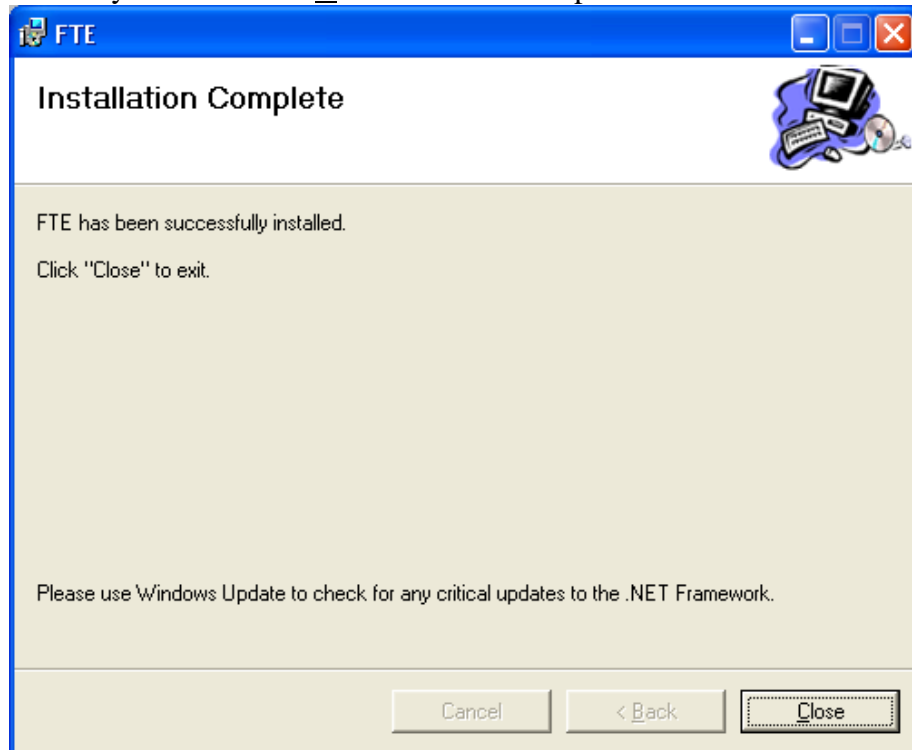 FTE
Installation Complete
FTE has been successfully installed.
Click "Close" to exit.
Please use Windows Update to check for any critical updates to the .NET Framework.
Cancel
< Back
Close